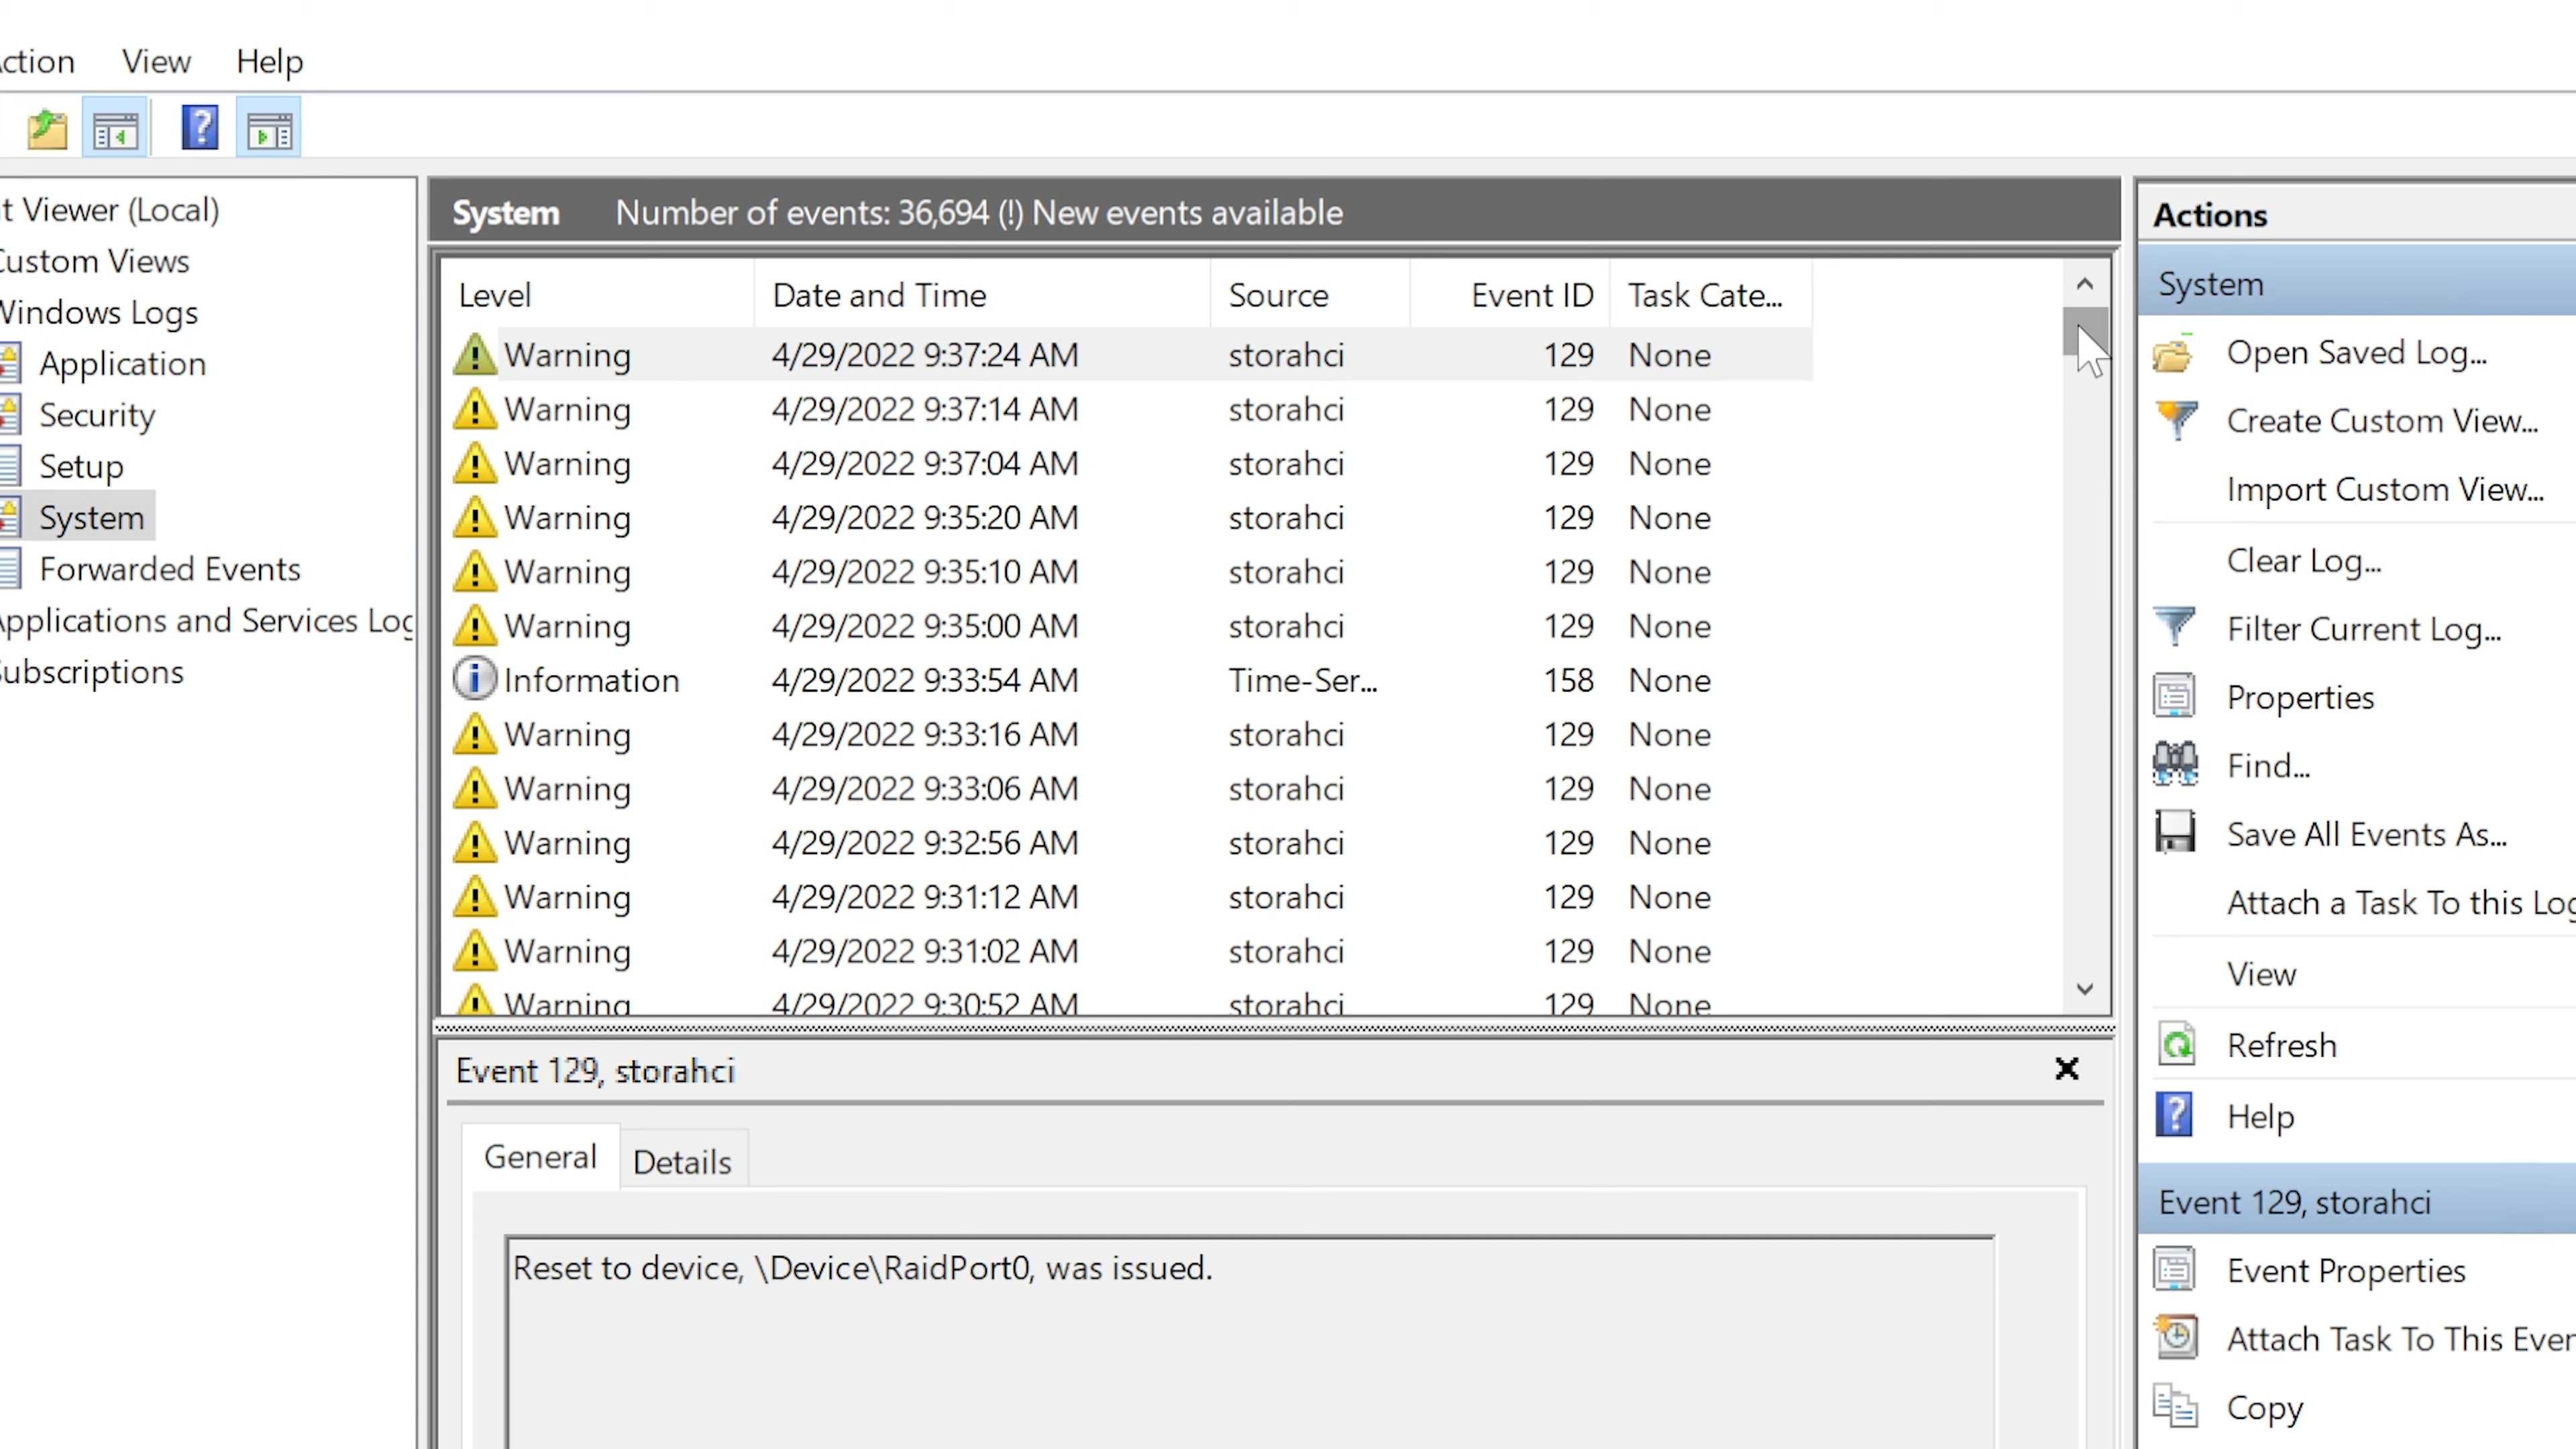 ction View Help
t Viewer (Local)
Custom Views
Windows Logs
Application
Security
Setup
System
Forwarded Events
Applications and Services Log
Subscriptions
System Number of events: 36,694 (!) New events available
Level Date and Time Source Event ID Task Cate...
Warning 4/29/2022 9:37:24 AM storahci 129 None
Warning 4/29/2022 9:37:14 AM storahci 129 None
Warning 4/29/2022 9:37:04 AM storahci 129 None
Warning 4/29/2022 9:35:20 AM storahci 129 None
Warning 4/29/2022 9:35:10 AM storahci 129 None
Warning 4/29/2022 9:35:00 AM storahci 129 None
Information 4/29/2022 9:33:54 AM Time-Ser... 158 None
Warning 4/29/2022 9:33:16 AM storahci 129 None
Warning 4/29/2022 9:33:06 AM storahci 129 None
Warning 4/29/2022 9:32:56 AM storahci 129 None
Warning 4/29/2022 9:31:12 AM storahci 129 None
Warning 4/29/2022 9:31:02 AM storahci 129 None
Warning 4/29/2022 9:30:52 AM storahci 129 None
Event 129, storahci
General Details
Reset to device, \Device\RaidPort0, was issued.
Actions
System
Open Saved Log...
Create Custom View...
Import Custom View...
Clear Log...
Filter Current Log...
Properties
Find...
Save All Events As...
Attach a Task To this Log
View
Refresh
Help
Event 129, storahci
Event Properties
Attach Task To This Even
Copy